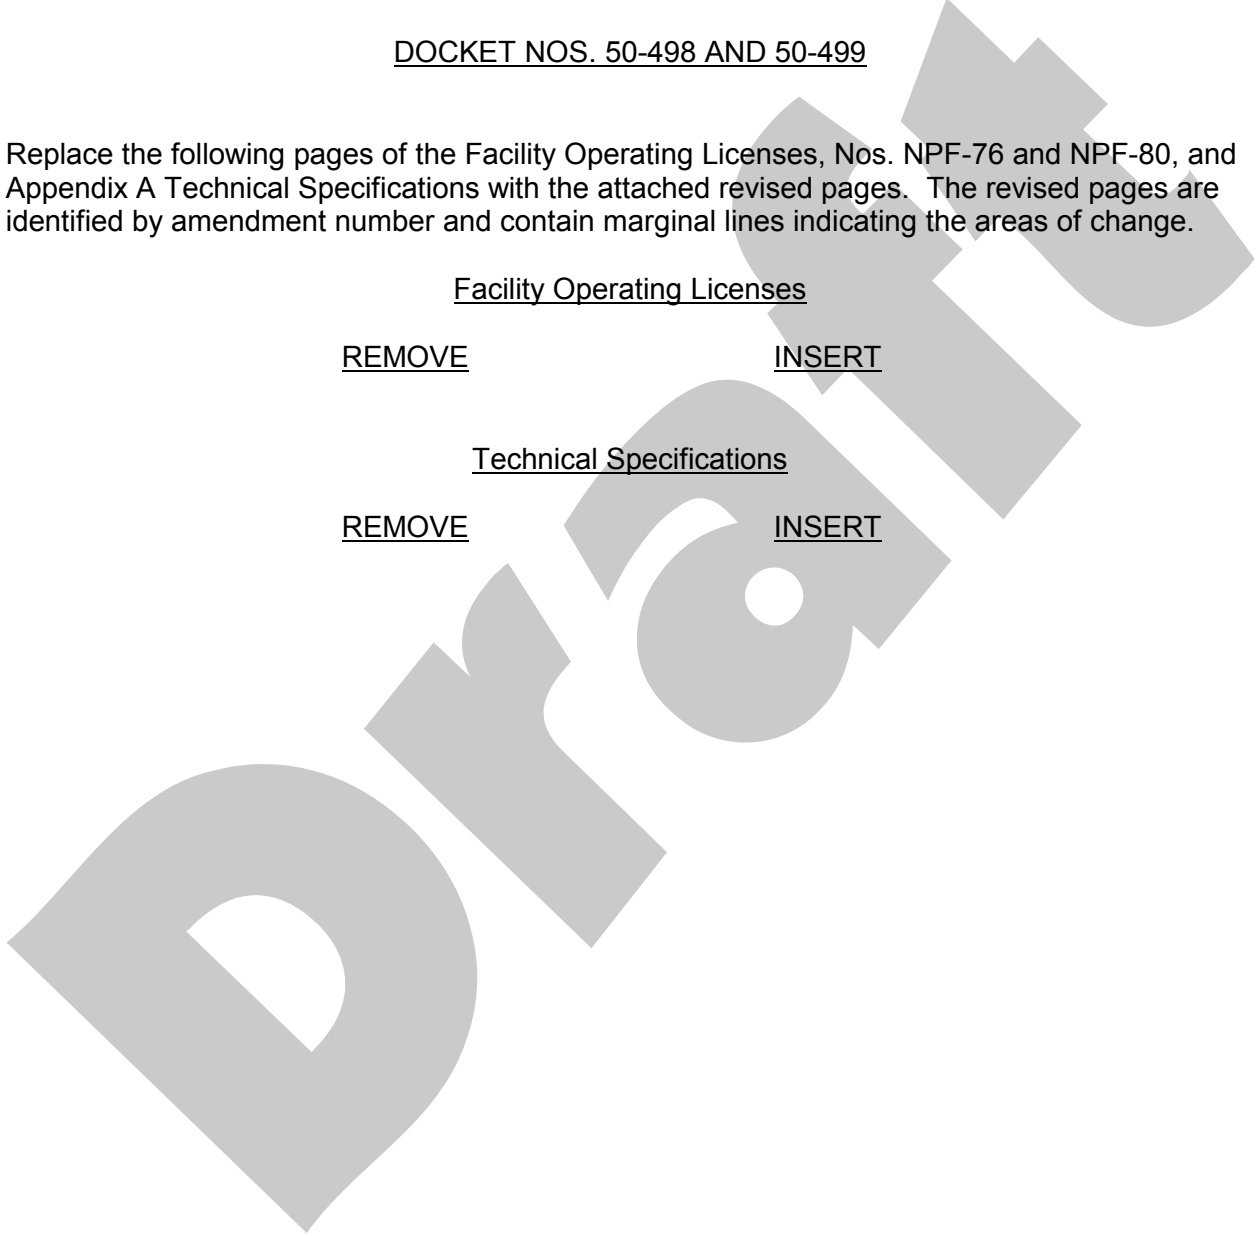 DOCKET NOS. 50-498 AND 50-499
Replace the following pages of the Facility Operating Licenses, Nos. NPF-76 and NPF-80, and
Appendix A Technical Specifications with the attached revised pages.  The revised pages are
identified by amendment number and contain marginal lines indicating the areas of change.
Facility Operating Licenses
REMOVE INSERT
Technical Specifications
REMOVE INSERT
Draft